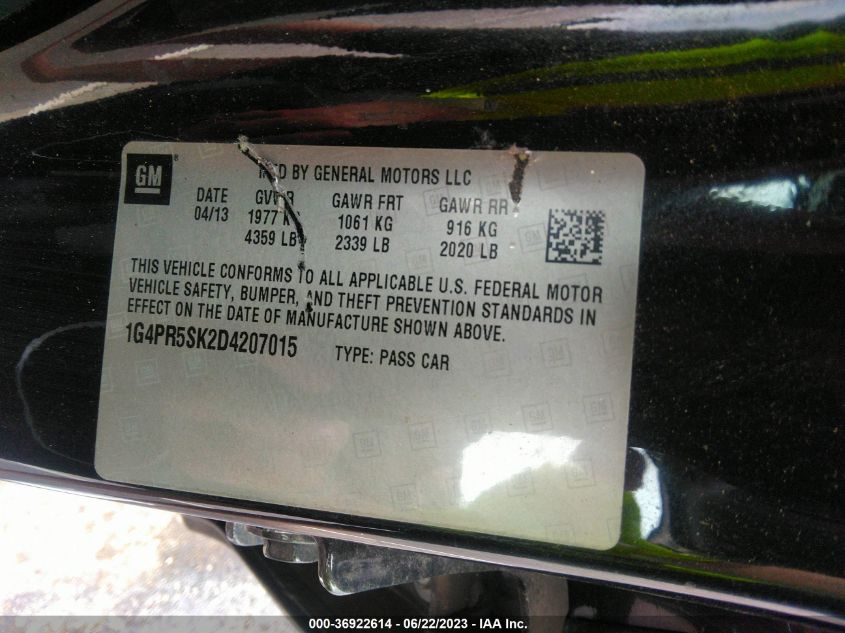 GM ® MFD BY GENERAL MOTORS LLC
DATE GVWR GAWR FRT GAWR RR
04/13 1977 KG 1061 KG 916 KG
4359 LB 2339 LB 2020 LB
THIS VEHICLE CONFORMS TO ALL APPLICABLE U.S. FEDERAL MOTOR
VEHICLE SAFETY, BUMPER, AND THEFT PREVENTION STANDARDS IN
EFFECT ON THE DATE OF MANUFACTURE SHOWN ABOVE.
1G4PR5SK2D4207015 TYPE: PASS CAR
000-36922614 - 06/22/2023 - IAA Inc.